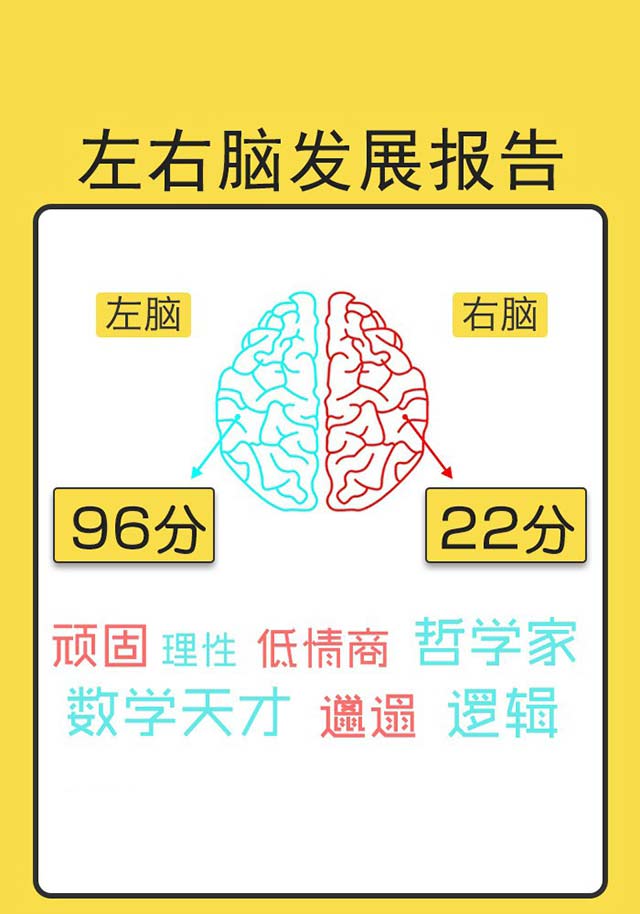 左右脑发展报告
左脑 右脑
96分 22分
顽固 理性 低情商 哲学家
数学天才 邋遢 逻辑